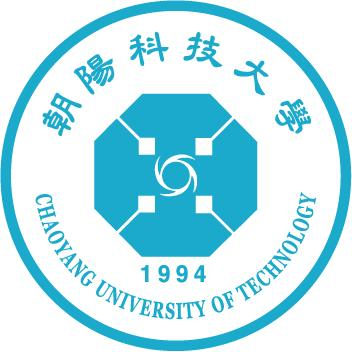 朝陽科技大學
1994
CHAOYANG UNIVERSITY OF TECHNOLOGY